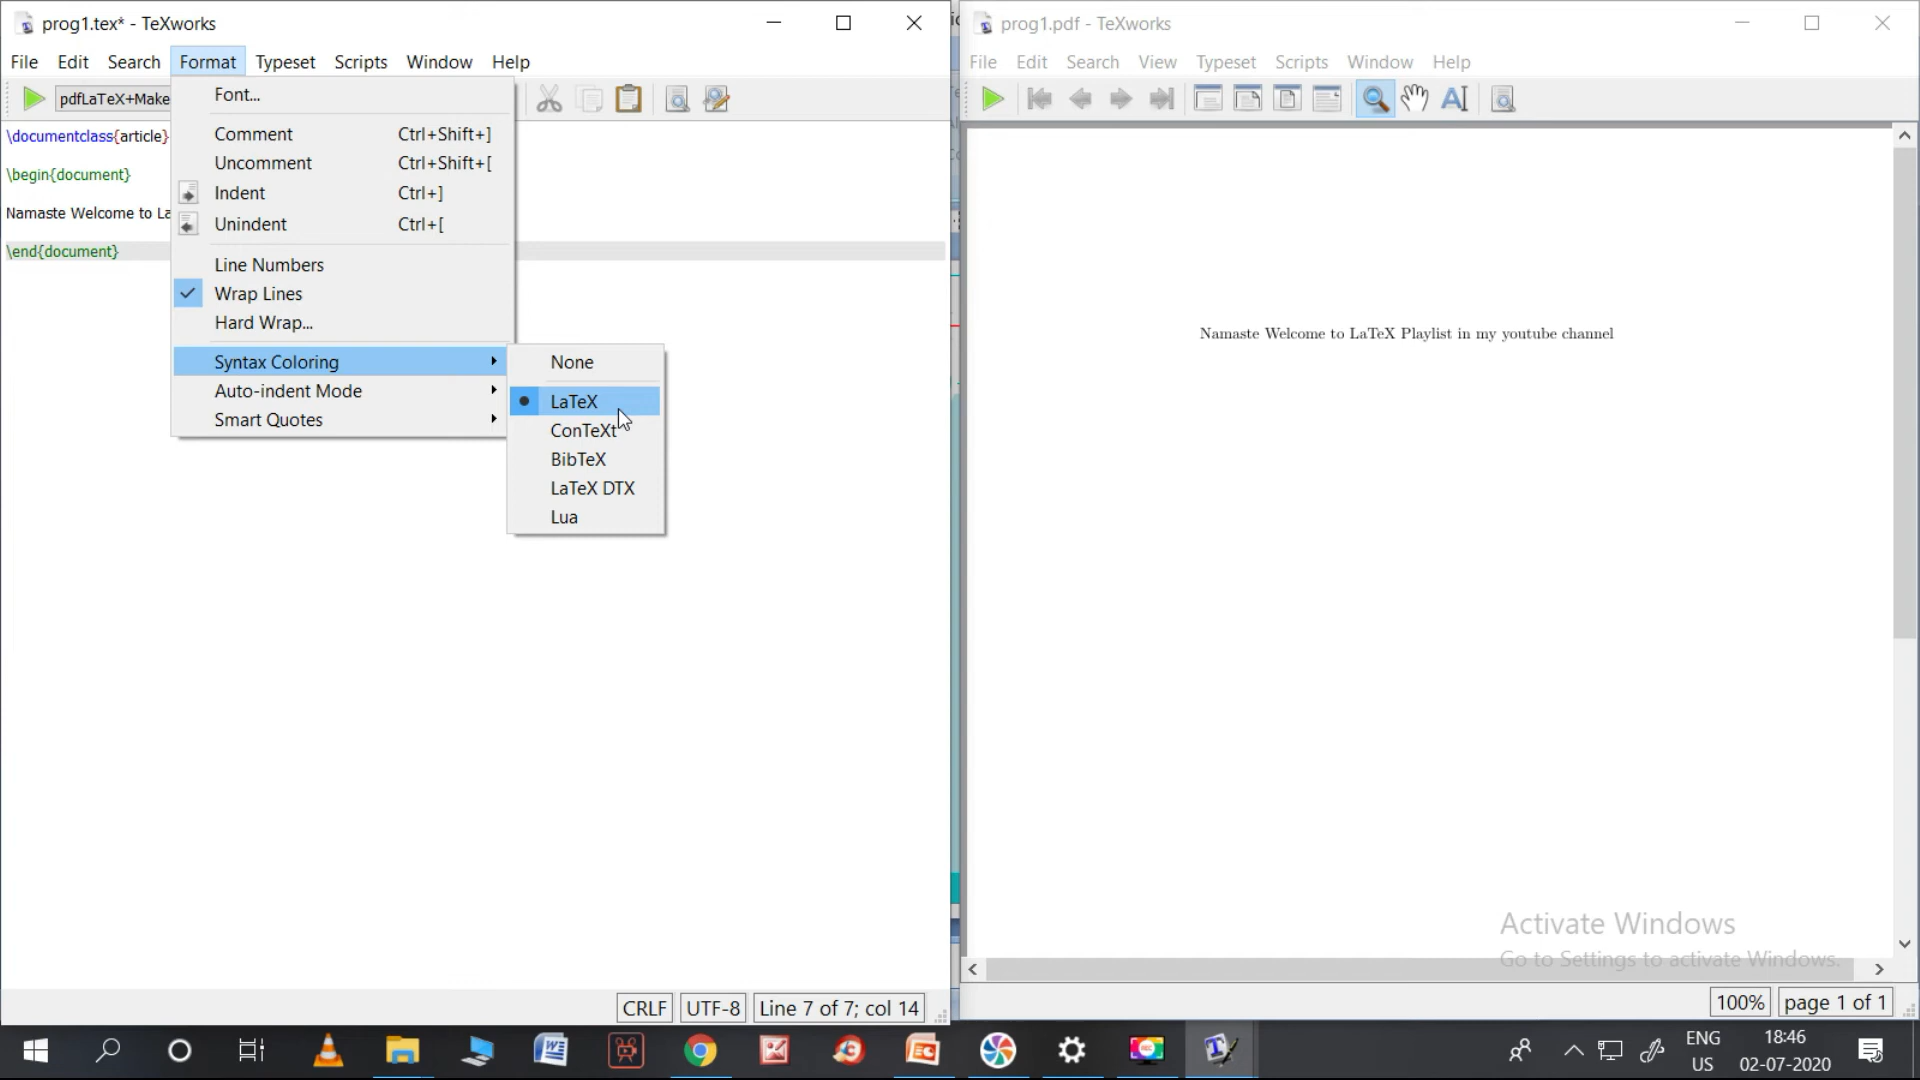 prog1.tex* - TeXworks
File Edit Search Format Typeset Scripts Window Help
pdfLaTeX+Make
\documentclass{article}
\begin{document}
Namaste Welcome to La
\end{document}
Font...
Comment Ctrl+Shift+]
Uncomment Ctrl+Shift+[
Indent Ctrl+]
Unindent Ctrl+[
Line Numbers
Wrap Lines
Hard Wrap...
Syntax Coloring
Auto-indent Mode
Smart Quotes
None
LaTeX
ConTeXt
BibTeX
LaTeX DTX
Lua
CRLF UTF-8 Line 7 of 7; col 14
prog1.pdf - TeXworks
File Edit Search View Typeset Scripts Window Help
Namaste Welcome to LaTeX Playlist in my youtube channel
Activate Windows
Go to Settings to activate Windows.
100% page 1 of 1
ENG
US
18:46
02-07-2020